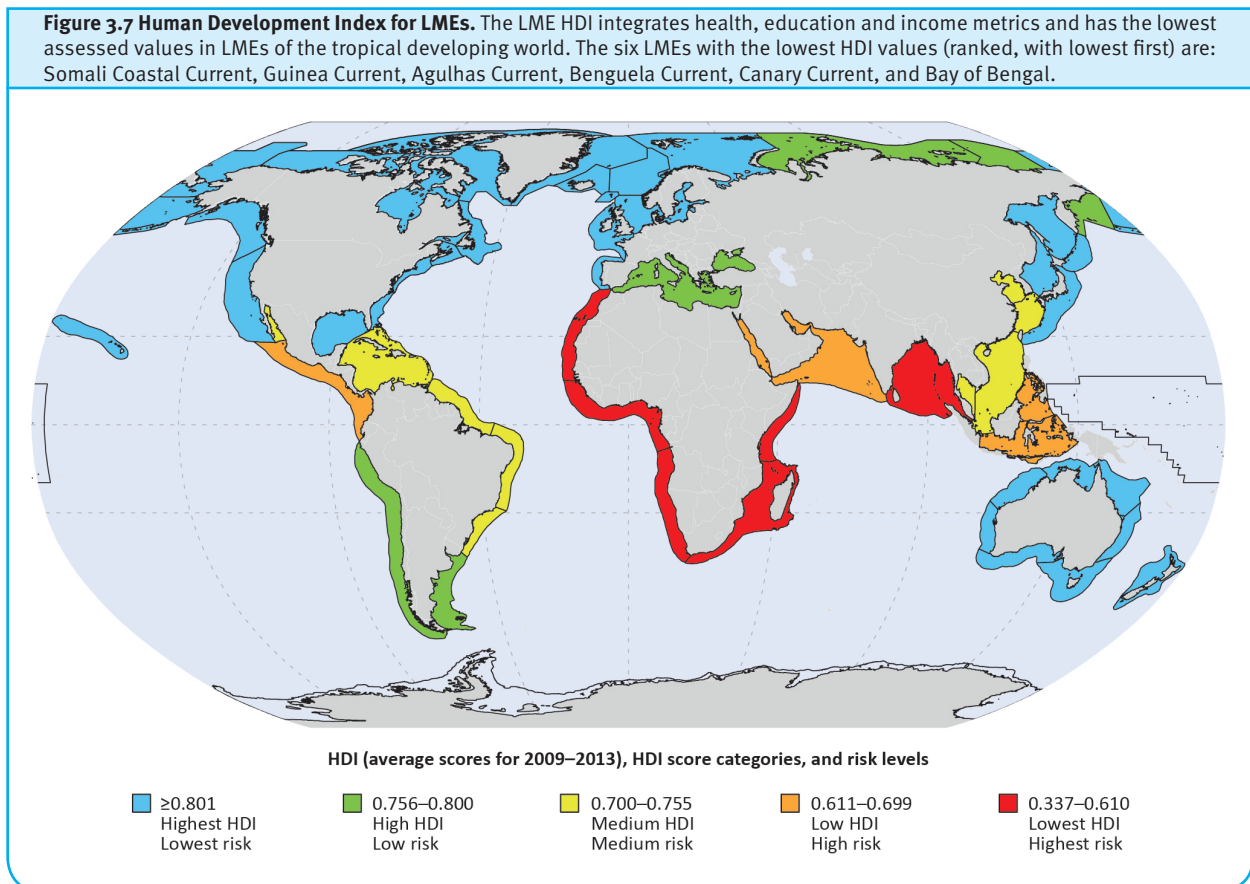 Figure 3.7 Human Development Index for LMEs. The LME HDI integrates health, education and income metrics and has the lowest
assessed values in LMEs of the tropical developing world. The six LMEs with the lowest HDI values (ranked, with lowest first) are:
Somali Coastal Current, Guinea Current, Agulhas Current, Benguela Current, Canary Current, and Bay of Bengal.
HDI (average scores for 2009–2013), HDI score categories, and risk levels
≥0.801
Highest HDI
Lowest risk
0.756–0.800
High HDI
Low risk
0.700–0.755
Medium HDI
Medium risk
0.611–0.699
Low HDI
High risk
0.337–0.610
Lowest HDI
Highest risk